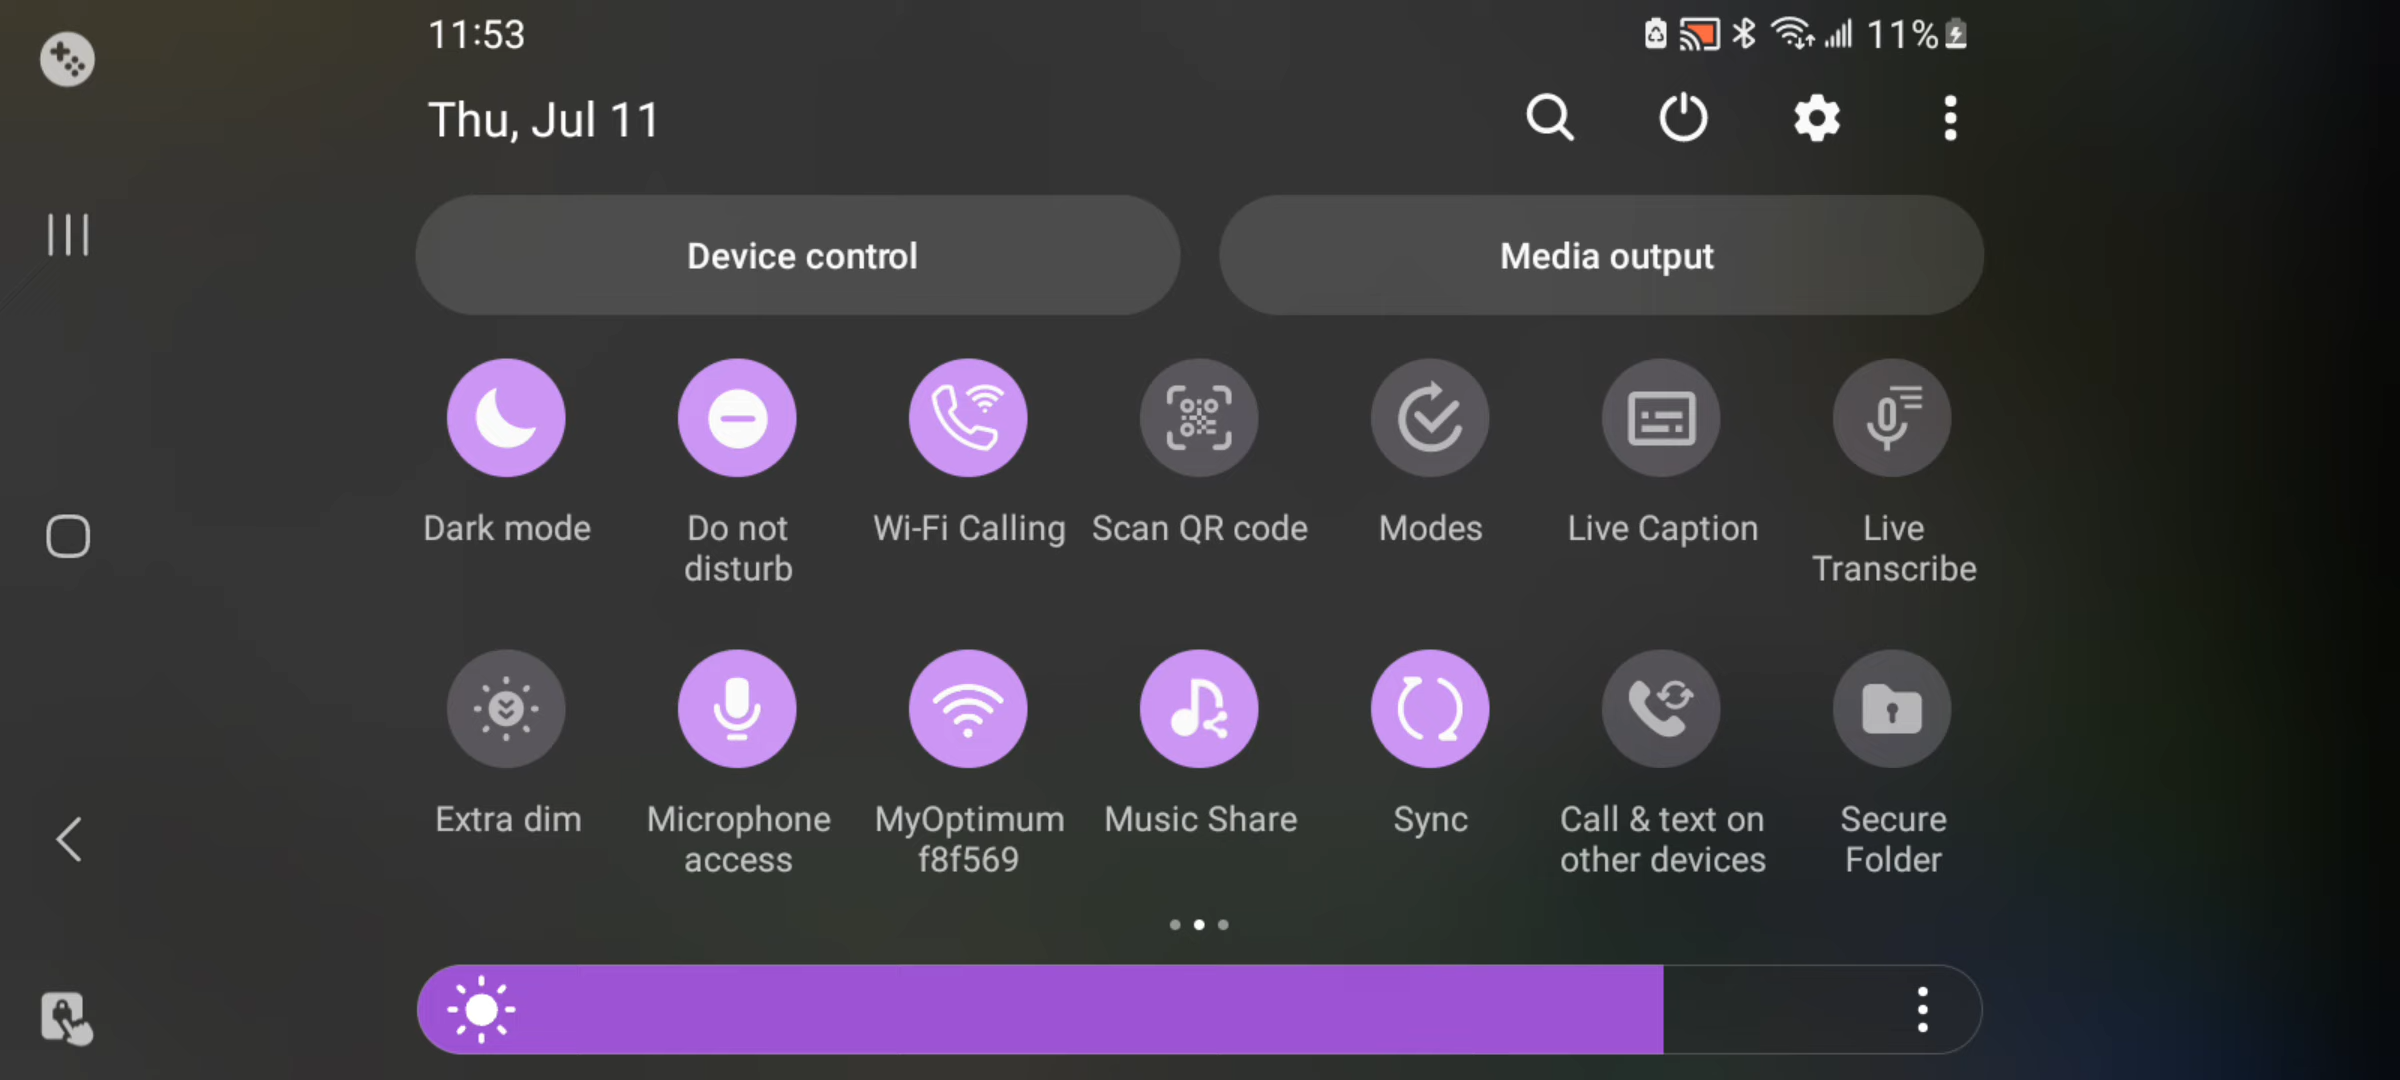 11:53
11%
Thu, Jul 11
Device control
Media output
Dark mode
Do not
disturb
Wi-Fi Calling
Scan QR code
Modes
Live Caption
Live
Transcribe
Extra dim
Microphone
access
MyOptimum
f8f569
Music Share
Sync
Call & text on
other devices
Secure
Folder